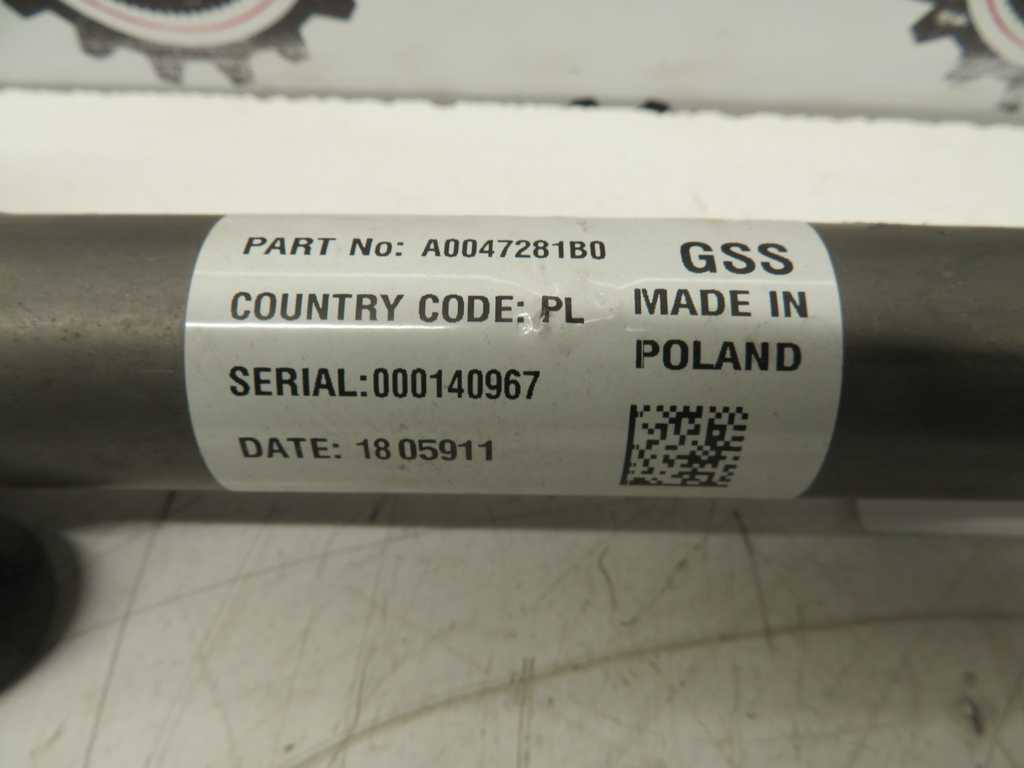 PART No: A0047281B0
COUNTRY CODE: PL
SERIAL:000140967
DATE: 18 05911
GSS
MADE IN
POLAND